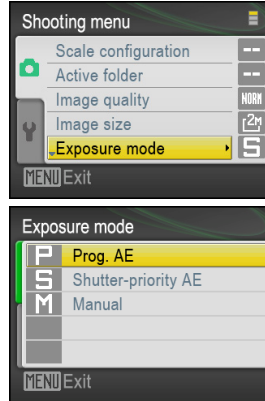 Shooting menu
Scale configuration --
Active folder --
Image quality NORM
Image size 2M
Exposure mode S
MENU Exit
Exposure mode
P Prog. AE
S Shutter-priority AE
M Manual
MENU Exit